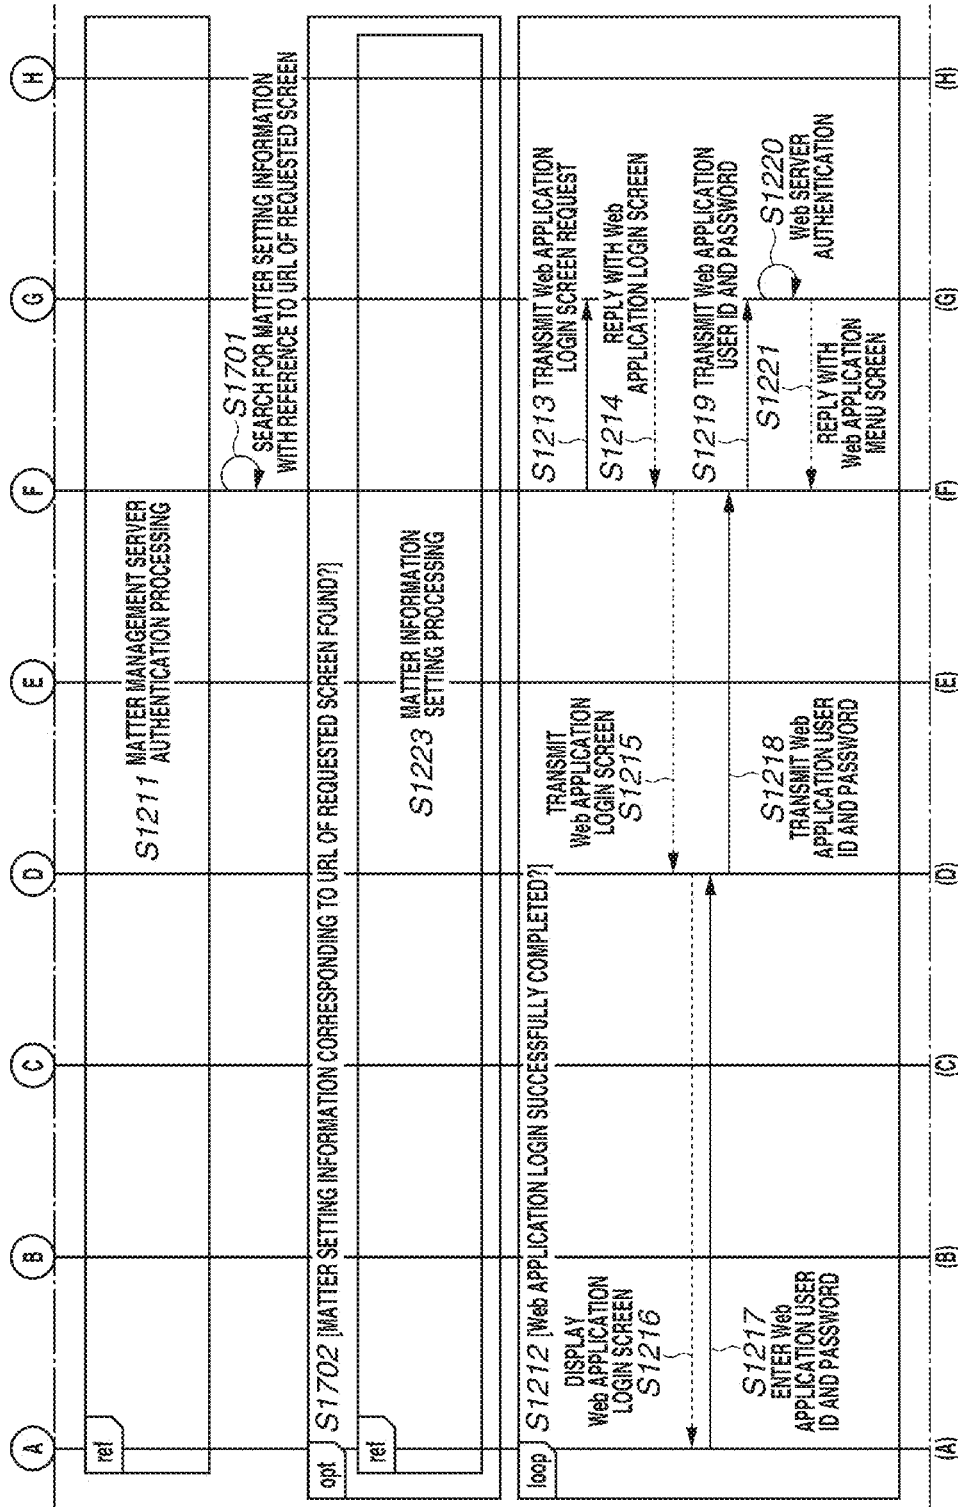 A
B
C
D
E
F
G
H
ref
S1211 MATTER MANAGEMENT SERVER
AUTHENTICATION PROCESSING
S1701
SEARCH FOR MATTER SETTING INFORMATION
WITH REFERENCE TO URL OF REQUESTED SCREEN
opt S1702 [MATTER SETTING INFORMATION CORRESPONDING TO URL OF REQUESTED SCREEN FOUND?]
ref
S1223 MATTER INFORMATION
SETTING PROCESSING
loop S1212 [Web APPLICATION LOGIN SUCCESSFULLY COMPLETED?]
S1213 TRANSMIT Web APPLICATION
LOGIN SCREEN REQUEST
S1214 REPLY WITH Web
APPLICATION LOGIN SCREEN
TRANSMIT
Web APPLICATION
LOGIN SCREEN
S1215
DISPLAY
Web APPLICATION
LOGIN SCREEN
S1216
S1217
ENTER Web
APPLICATION USER
ID AND PASSWORD
S1218
TRANSMIT Web
APPLICATION USER
ID AND PASSWORD
S1219 TRANSMIT Web APPLICATION
USER ID AND PASSWORD
S1220
Web SERVER
AUTHENTICATION
S1221
REPLY WITH
Web APPLICATION
MENU SCREEN
(A)
(B)
(C)
(D)
(E)
(F)
(G)
(H)